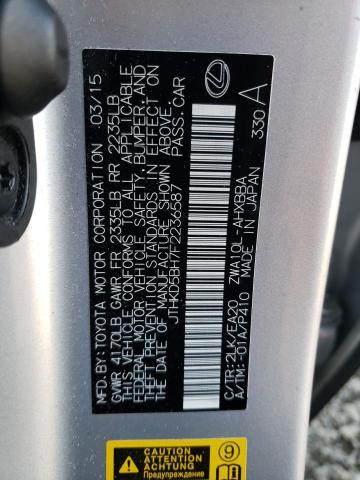 MFD.BY:TOYOTA MOTOR CORPORATION 03/15
GVWR 4170LB GAWR FR 2335LB RR 2235LB
THIS VEHICLE CONFORMS TO ALL APPLICABLE
FEDERAL MOTOR VEHICLE SAFETY, BUMPER, AND
THEFT PREVENTION STANDARDS IN EFFECT ON
THE DATE OF MANUFACTURE SHOWN ABOVE.
JTHKD5BH7F2236587 PASS.CAR
C/TR:2LK/EA20 ZWA10L-AHXBBA 330 A
A/TM:-01A/P410 MADE IN JAPAN
CAUTION
ATTENTION
ACHTUNG
Предупреждение
9